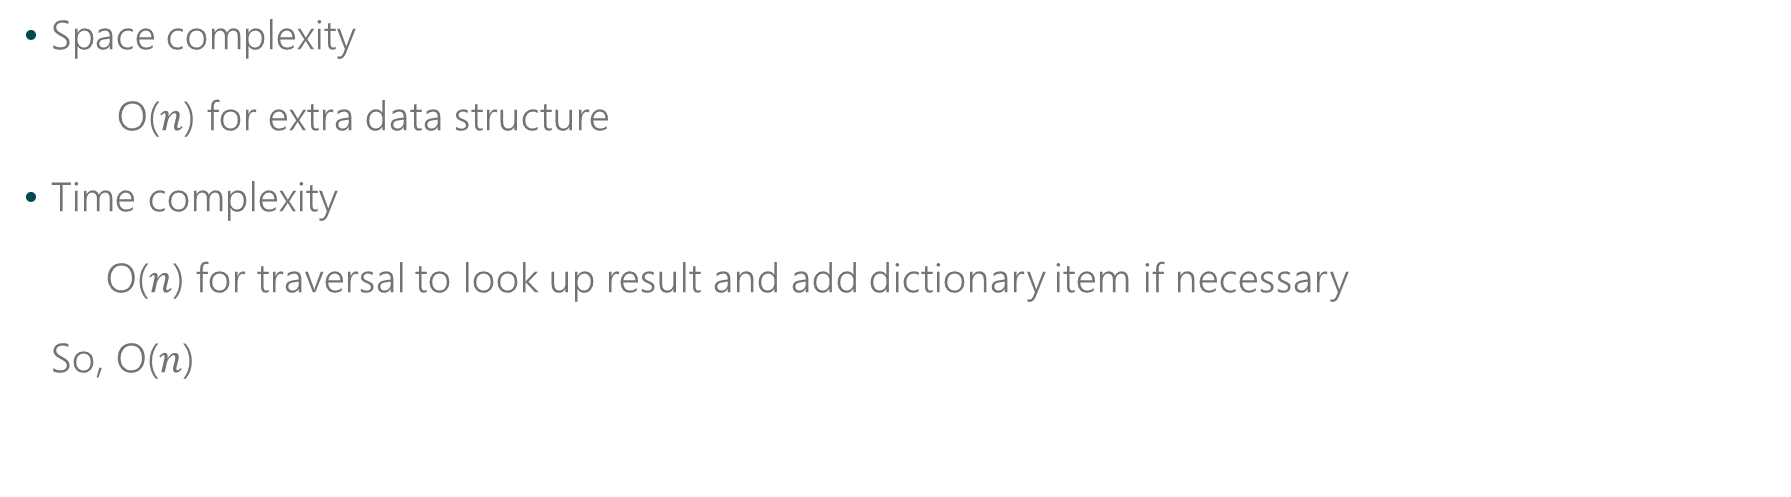 • Space complexity
O(n) for extra data structure
• Time complexity
O(n) for traversal to look up result and add dictionary item if necessary
So, O(n)